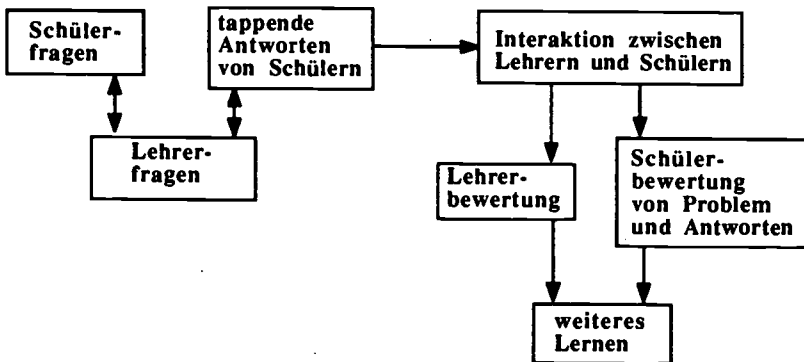 Schüler-
fragen
tappende
Antworten
von Schülern
Interaktion zwischen
Lehrern und Schülern
Lehrer-
fragen
Lehrer-
bewertung
Schüler-
bewertung
von Problem
und Antworten
weiteres
Lernen